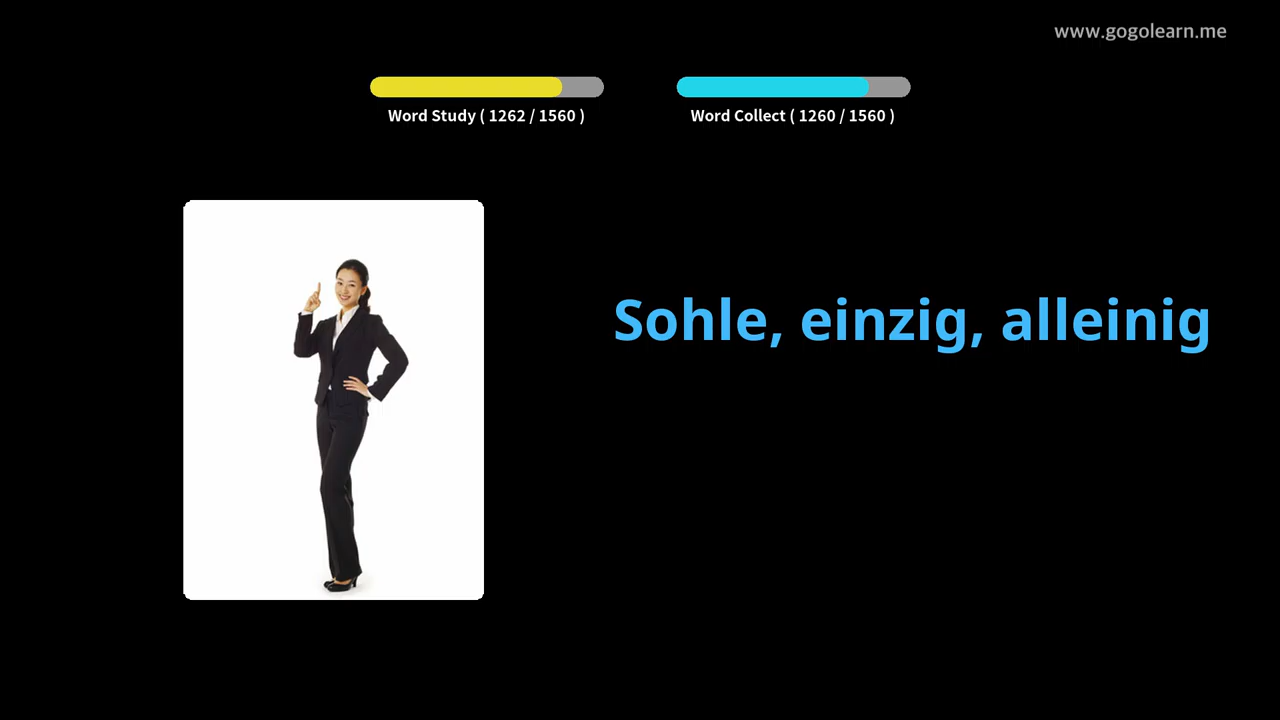 www.gogolearn.me
Word Study ( 1262 / 1560 )
Word Collect ( 1260 / 1560 )
Sohle, einzig, alleinig